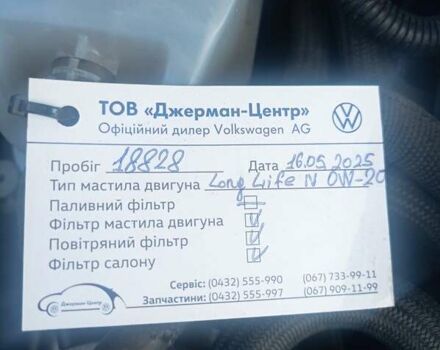 ТОВ «Джерман-Центр»
Офіційний дилер Volkswagen AG
Пробіг 18828 Дата 16.05.2025
Тип мастила двигуна Long Life IV 0W-20
Паливний фільтр
Фільтр мастила двигуна
Повітряний фільтр
Фільтр салону
Сервіс: (0432) 555-990 (067) 733-99-11
Запчастини: (0432) 555-997 (067) 909-11-99
Джерман Центр